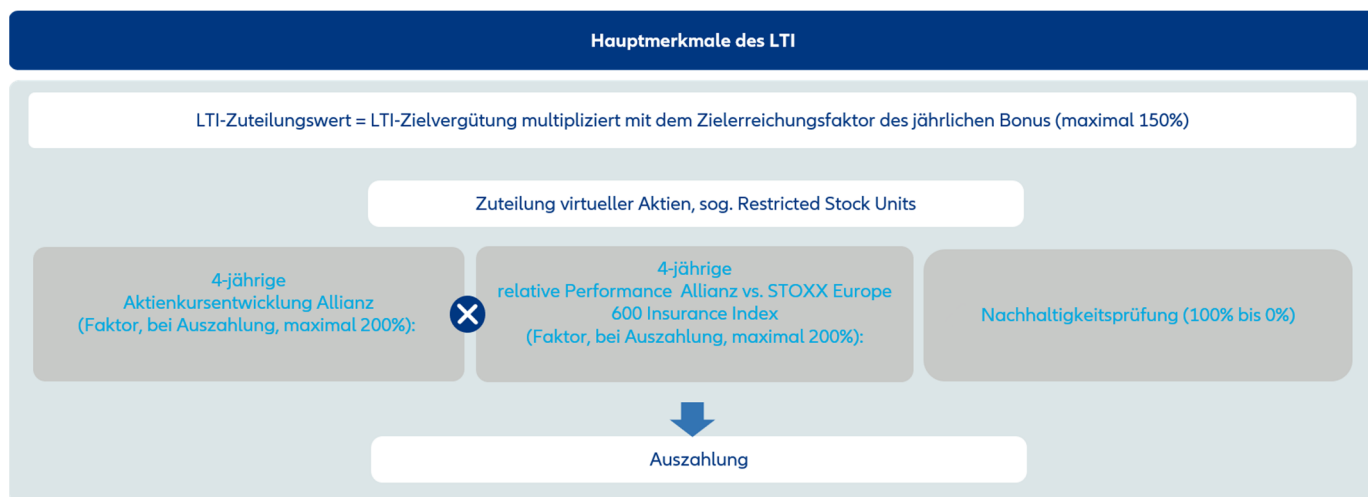 Hauptmerkmale des LTI
LTI-Zuteilungswert = LTI-Zielvergütung multipliziert mit dem Zielerreichungsfaktor des jährlichen Bonus (maximal 150%)
Zuteilung virtueller Aktien, sog. Restricted Stock Units
4-jährige
Aktienkursentwicklung Allianz
(Faktor, bei Auszahlung, maximal 200%):
4-jährige
relative Performance Allianz vs. STOXX Europe
600 Insurance Index
(Faktor, bei Auszahlung, maximal 200%):
Nachhaltigkeitsprüfung (100% bis 0%)
Auszahlung